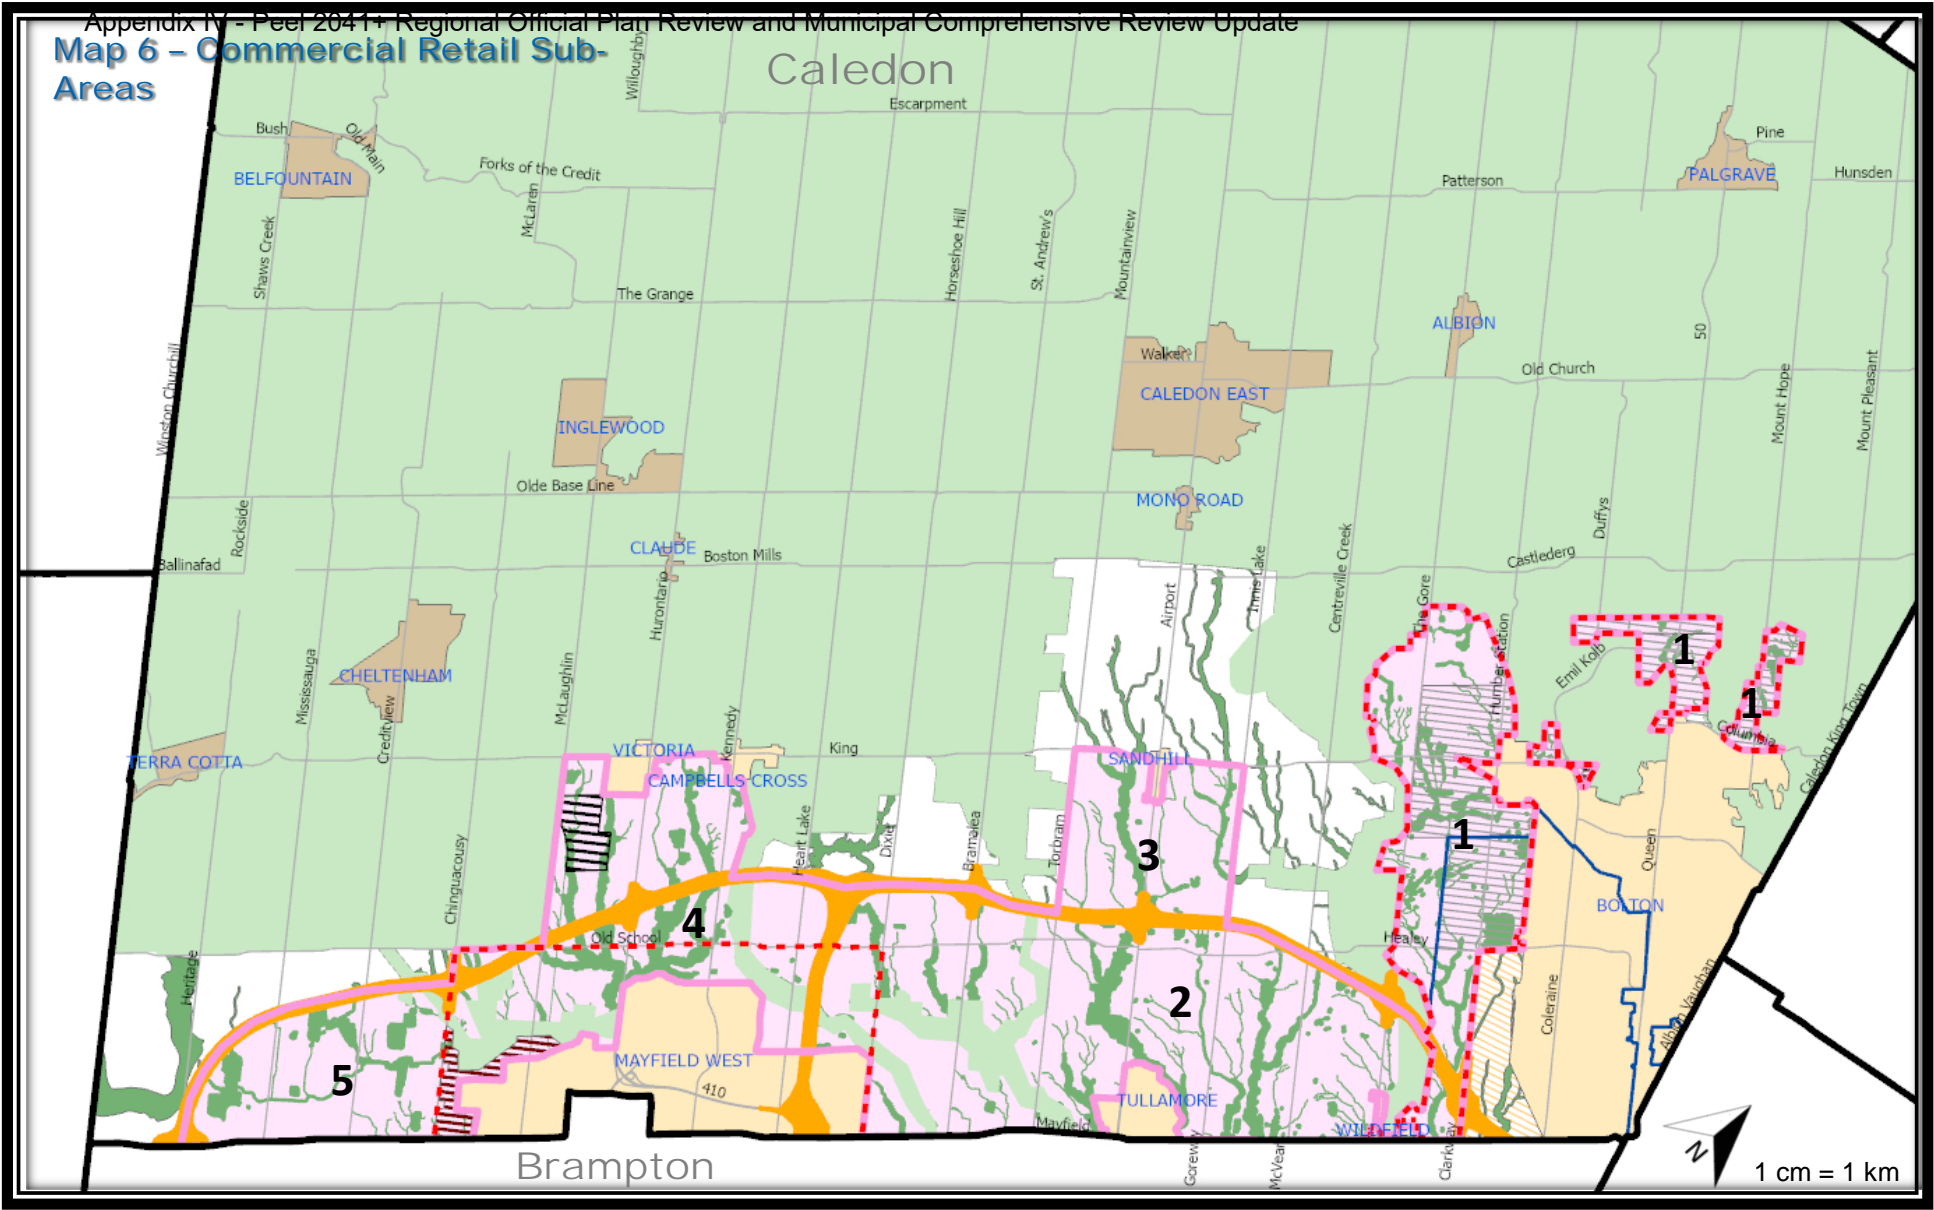 Appendix IV - Peel 2041+ Regional Official Plan Review and Municipal Comprehensive Review Update
Map 6 – Commercial Retail Sub-
Areas
Caledon
Willoughby
Escarpment
Bush
Old Main
Pine
BELFOUNTAIN
Forks of the Credit
Patterson
PALGRAVE
Hunsden
McLaren
Shaws Creek
Horseshoe Hill
St. Andrew's
Mountainview
The Grange
ALBION
50
Winston Churchill
Walker
Old Church
CALEDON EAST
Mount Hope
Mount Pleasant
INGLEWOOD
Olde Base Line
MONO ROAD
Rockside
Duffys
CLAUDE
Boston Mills
Ballinafad
Castlederg
Hurontario
Airport
Innis Lake
Centreville Creek
The Gore
Humber Station
Emil Kolb
1
CHELTENHAM
Mississauga
Creditview
McLaughlin
1
Columbia
Caledon King Town
Kennedy
King
VICTORIA
TERRA COTTA
CAMPBELLS CROSS
SANDHILL
Heart Lake
Dixie
Bramalea
Torbram
3
1
Queen
Chinguacousy
4
Old School
BOLTON
Healey
Heritage
2
Coleraine
Albion Vaughan
MAYFIELD WEST
5
410
TULLAMORE
Mayfield
WILDFIELD
Brampton
Goreway
McVean
Clarkway
N
1 cm = 1 km